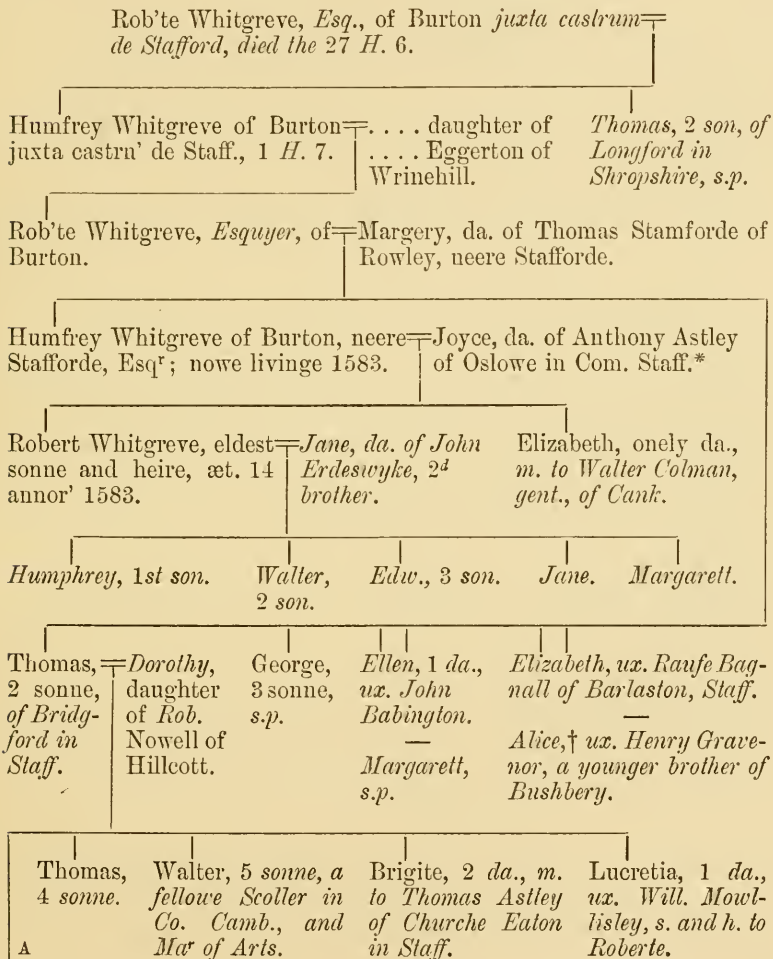 Rob'te Whitgreve, Esq., of Burton juxta castrum
de Stafford, died the 27 H. 6.
Humfrey Whitgreve of Burton
juxta castru' de Staff., 1 H. 7.
. . . . daughter of
. . . . Eggerton of
Wrinehill.
Thomas, 2 son, of
Longford in
Shropshire, s.p.
Rob'te Whitgreve, Esquyer, of
Burton.
Margery, da. of Thomas Stamforde of
Rowley, neere Stafforde.
Humfrey Whitgreve of Burton, neere
Stafforde, Esqr; nowe livinge 1583.
Joyce, da. of Anthony Astley
of Oslowe in Com. Staff.*
Robert Whitgreve, eldest
sonne and heire, æt. 14
annor' 1583.
Jane, da. of John
Erdeswyke, 2d
brother.
Elizabeth, onely da.,
m. to Walter Colman,
gent., of Cank.
Humphrey, 1st son.
Walter,
2 son.
Edw., 3 son.
Jane.
Margarett.
Thomas,
2 sonne,
of Bridg-
ford in
Staff.
Dorothy,
daughter
of Rob.
Nowell of
Hillcott.
George,
3 sonne,
s.p.
Ellen, 1 da.,
ux. John
Babington.
—
Margarett,
s.p.
Elizabeth, ux. Raufe Bag-
nall of Barlaston, Staff.
—
Alice,† ux. Henry Grave-
nor, a younger brother of
Bushbery.
A
Thomas,
4 sonne.
Walter, 5 sonne, a
fellowe Scoller in
Co. Camb., and
Mar of Arts.
Brigite, 2 da., m.
to Thomas Astley
of Churche Eaton
in Staff.
Lucretia, 1 da.,
ux. Will. Mowl-
lisley, s. and h. to
Roberte.